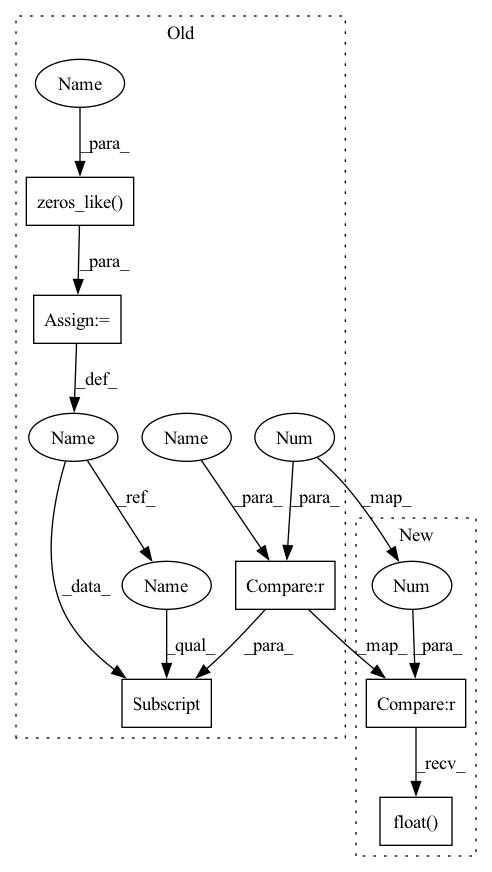 Old
Name
_para_
zeros_like()
_para_
Assign:=
_def_
Name
Name
Num
_ref_
_para_
_para_
_map_
New
_data_
Name
Compare:r
Num
_qual_
_para_
_map_
_para_
Subscript
Compare:r
_recv_
float()